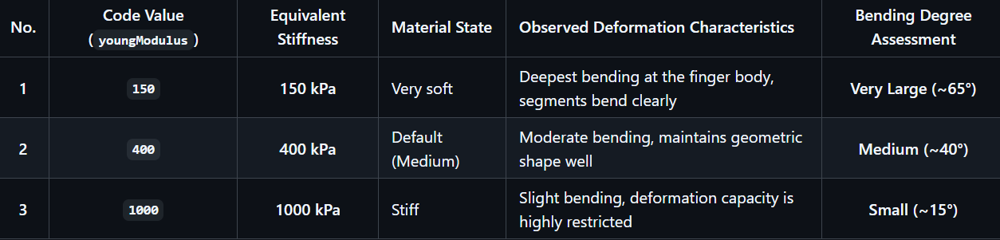 No.
Code Value
(youngModulus)
Equivalent
Stiffness
Material State
Observed Deformation Characteristics
Bending Degree
Assessment
1
150
150 kPa
Very soft
Deepest bending at the finger body,
segments bend clearly
Very Large (~65°)
2
400
400 kPa
Default
(Medium)
Moderate bending, maintains geometric
shape well
Medium (~40°)
3
1000
1000 kPa
Stiff
Slight bending, deformation capacity is
highly restricted
Small (~15°)